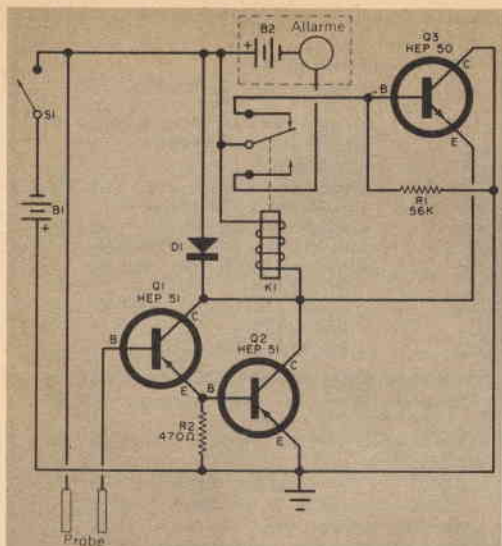 B2
Allarme
+
Q3
HEP 50
C
B
E
S1
B1
+
R1
56K
D1
K1
Q1
HEP 51
C
B
E
Q2
HEP 51
C
B
E
R2
470Ω
Probe